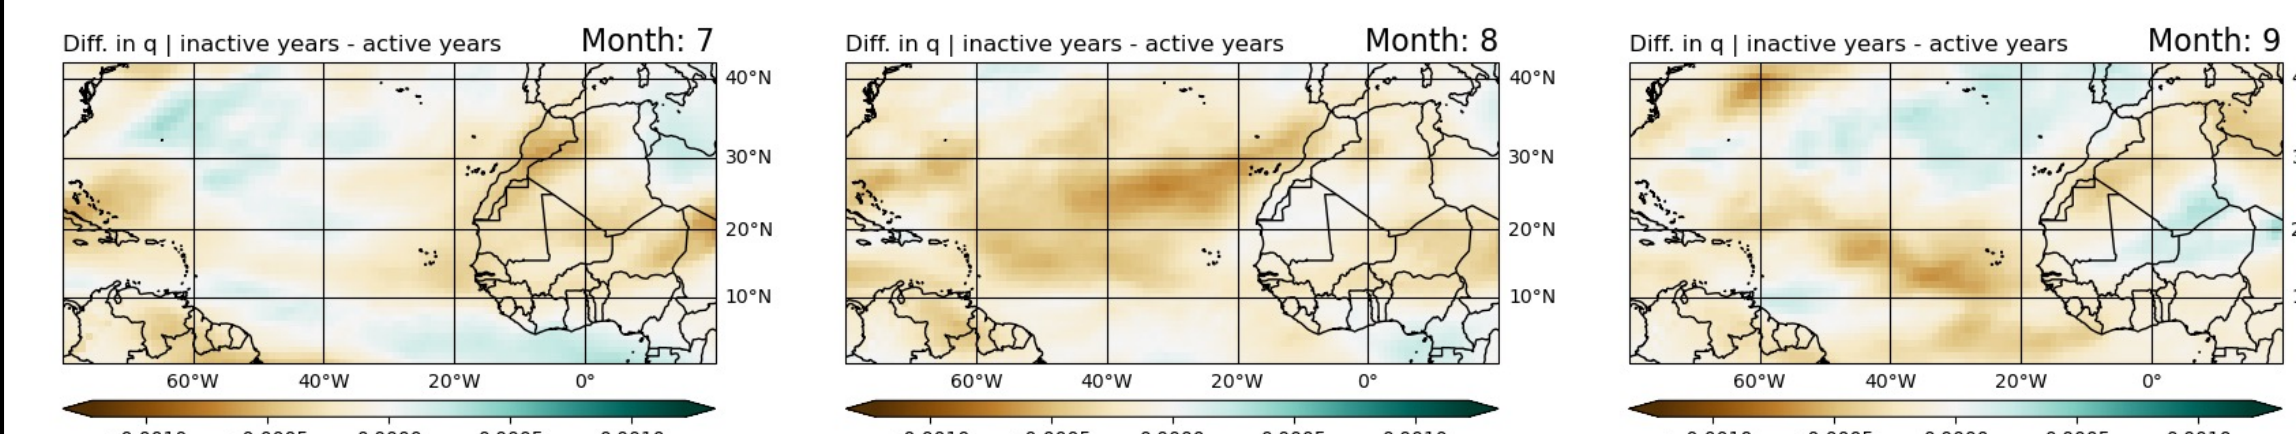 Diff. in q | inactive years - active years Month: 7
40°N
30°N
20°N
10°N
60°W 40°W 20°W 0°
Diff. in q | inactive years - active years Month: 8
40°N
30°N
20°N
10°N
60°W 40°W 20°W 0°
Diff. in q | inactive years - active years Month: 9
60°W 40°W 20°W 0°